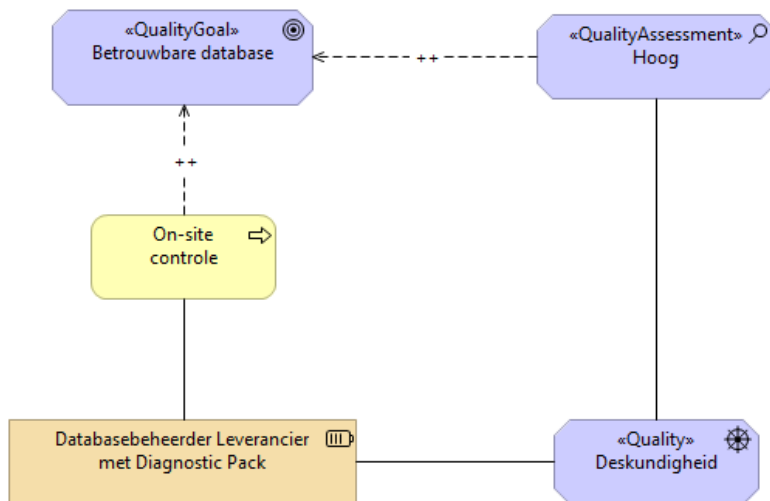 «QualityGoal»
Betrouwbare database
«QualityAssessment»
Hoog
++
++
On-site
controle
Databasebeheerder Leverancier
met Diagnostic Pack
«Quality»
Deskundigheid